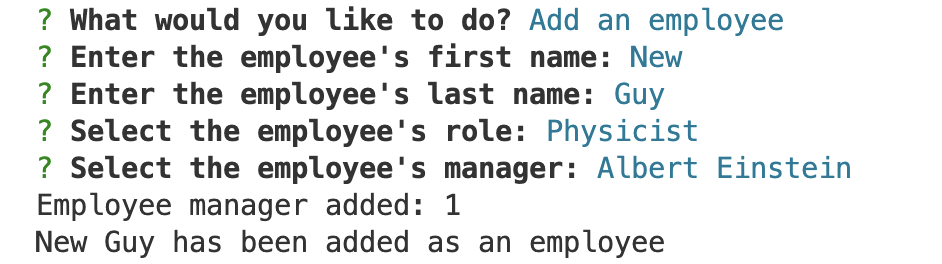 ? What would you like to do? Add an employee
? Enter the employee's first name: New
? Enter the employee's last name: Guy
? Select the employee's role: Physicist
? Select the employee's manager: Albert Einstein
Employee manager added: 1
New Guy has been added as an employee